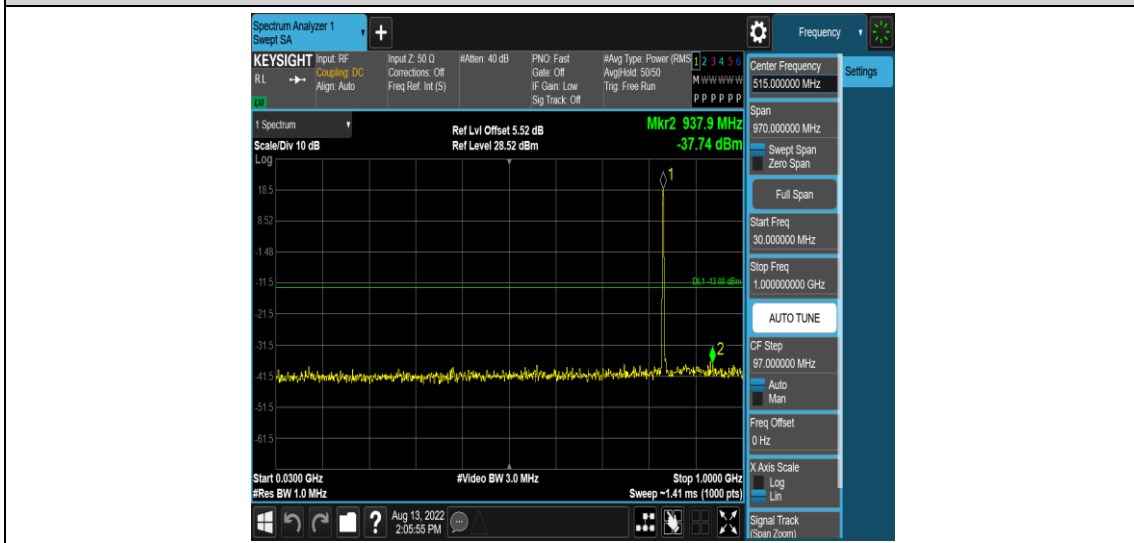 Spectrum Analyzer 1
Swept SA
+
Frequency
KEYSIGHT
RL
LXI
Input: RF
Coupling: DC
Align: Auto
Input Z: 50 Ω
Corrections: Off
Freq Ref: Int (S)
#Atten: 40 dB
PNO: Fast
Gate: Off
IF Gain: Low
Sig Track: Off
#Avg Type: Power (RMS
Avg|Hold: 50/50
Trig: Free Run
1 2 3 4 5 6
M W W W W W
P P P P P P
1 Spectrum
Scale/Div 10 dB
Ref Lvl Offset 5.52 dB
Ref Level 28.52 dBm
Mkr2 937.9 MHz
-37.74 dBm
Log
18.5
8.52
-1.48
-11.5
-21.5
-31.5
-41.5
-51.5
-61.5
1
DL1 -13.00 dBm
2
Start 0.0300 GHz
#Res BW 1.0 MHz
#Video BW 3.0 MHz
Stop 1.0000 GHz
Sweep ~1.41 ms (1000 pts)
?
Aug 13, 2022
2:05:55 PM
Center Frequency
515.000000 MHz
Settings
Span
970.000000 MHz
Swept Span
Zero Span
Full Span
Start Freq
30.000000 MHz
Stop Freq
1.000000000 GHz
AUTO TUNE
CF Step
97.000000 MHz
Auto
Man
Freq Offset
0 Hz
X Axis Scale
Log
Lin
Signal Track
(Span Zoom)